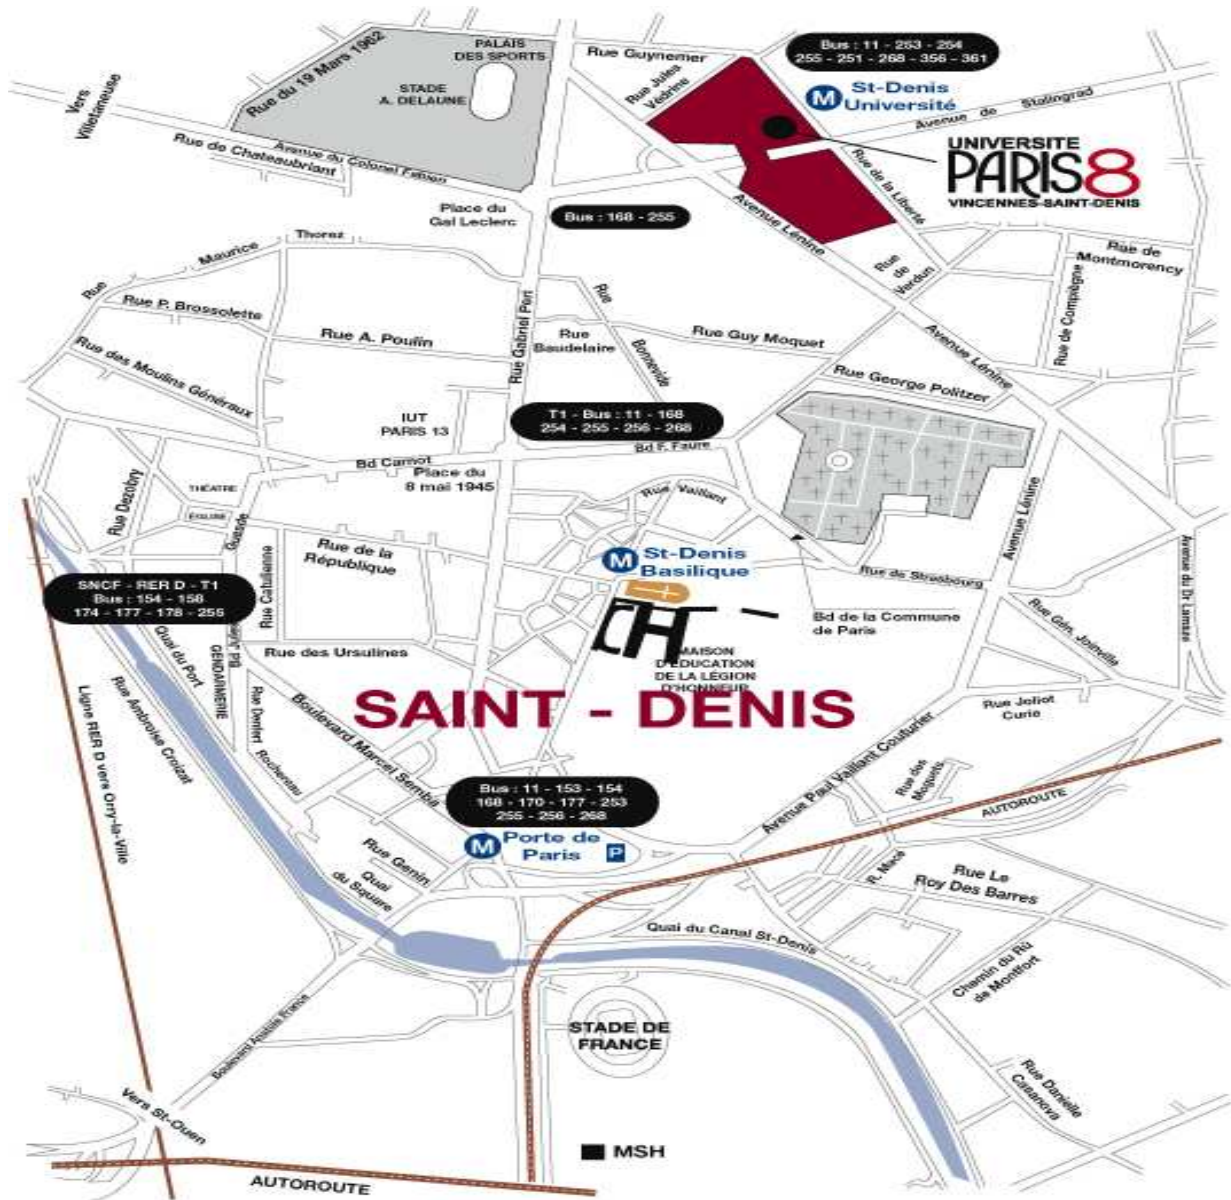 PALAIS
DES SPORTS
STADE
A. DELAUNE
Rue du 19 Mars 1962
Vers
Villetaneuse
Rue de Chateaubriant
Avenue du Colonel Fabien
Rue Guynemer
Rue Jules
Védrine
Bus : 11 - 253 - 254
255 - 251 - 268 - 356 - 361
M St-Denis
Université
Avenue de Stalingrad
UNIVERSITE
PARIS8
VINCENNES-SAINT-DENIS
Rue de la Liberté
Place du
Gal Leclerc
Bus : 168 - 255
Avenue Lénine
Rue
de
Verdun
Rue de
Montmorency
Rue de Compiègne
Rue Maurice Thorez
Rue P. Brossolette
Rue A. Poulin
Rue Gabriel Peri
Rue
Baudelaire
Rue Bonnevide
Rue Guy Moquet
Avenue Lénine
Rue des Moulins Généraux
Rue George Politzer
IUT
PARIS 13
T1 - Bus : 11 - 168
254 - 255 - 256 - 268
Bd Carnot
Bd F. Faure
Place du
8 mai 1945
Rue Dezobry
THÉATRE
EGLISE
Guesde
Rue Vaillant
Avenue Lénine
Rue de la
République
Rue Catulienne
M St-Denis
Basilique
Rue de Strasbourg
Avenue du Dr Lamaze
SNCF - RER D - T1
Bus : 154 - 158
174 - 177 - 178 - 255
Bd de la Commune
de Paris
Rue Gén. Joinville
Quai du Port
GENDARMERIE
Rue des Ursulines
MAISON
D'EDUCATION
DE LA LÉGION
D'HONNEUR
SAINT - DENIS
Rue Ambroise Croizat
Ligne RER D vers Orry-la-Ville
Rue Denfert
Rochereau
Boulevard Marcel Semba
Rue Joliot
Curie
Avenue Paul Vaillant Couturier
Rue des
Moguets
AUTOROUTE
Bus : 11 - 153 - 154
168 - 170 - 177 - 253
255 - 256 - 268
M Porte de
Paris P
Rue Genin
Quai
du Square
R. Macé
Rue Le
Roy Des Barres
Quai du Canal St-Denis
Chemin du Rû
de Montfort
Boulevard Anatole France
STADE DE
FRANCE
Rue Danielle
Casanova
Vers St-Ouen
MSH
AUTOROUTE